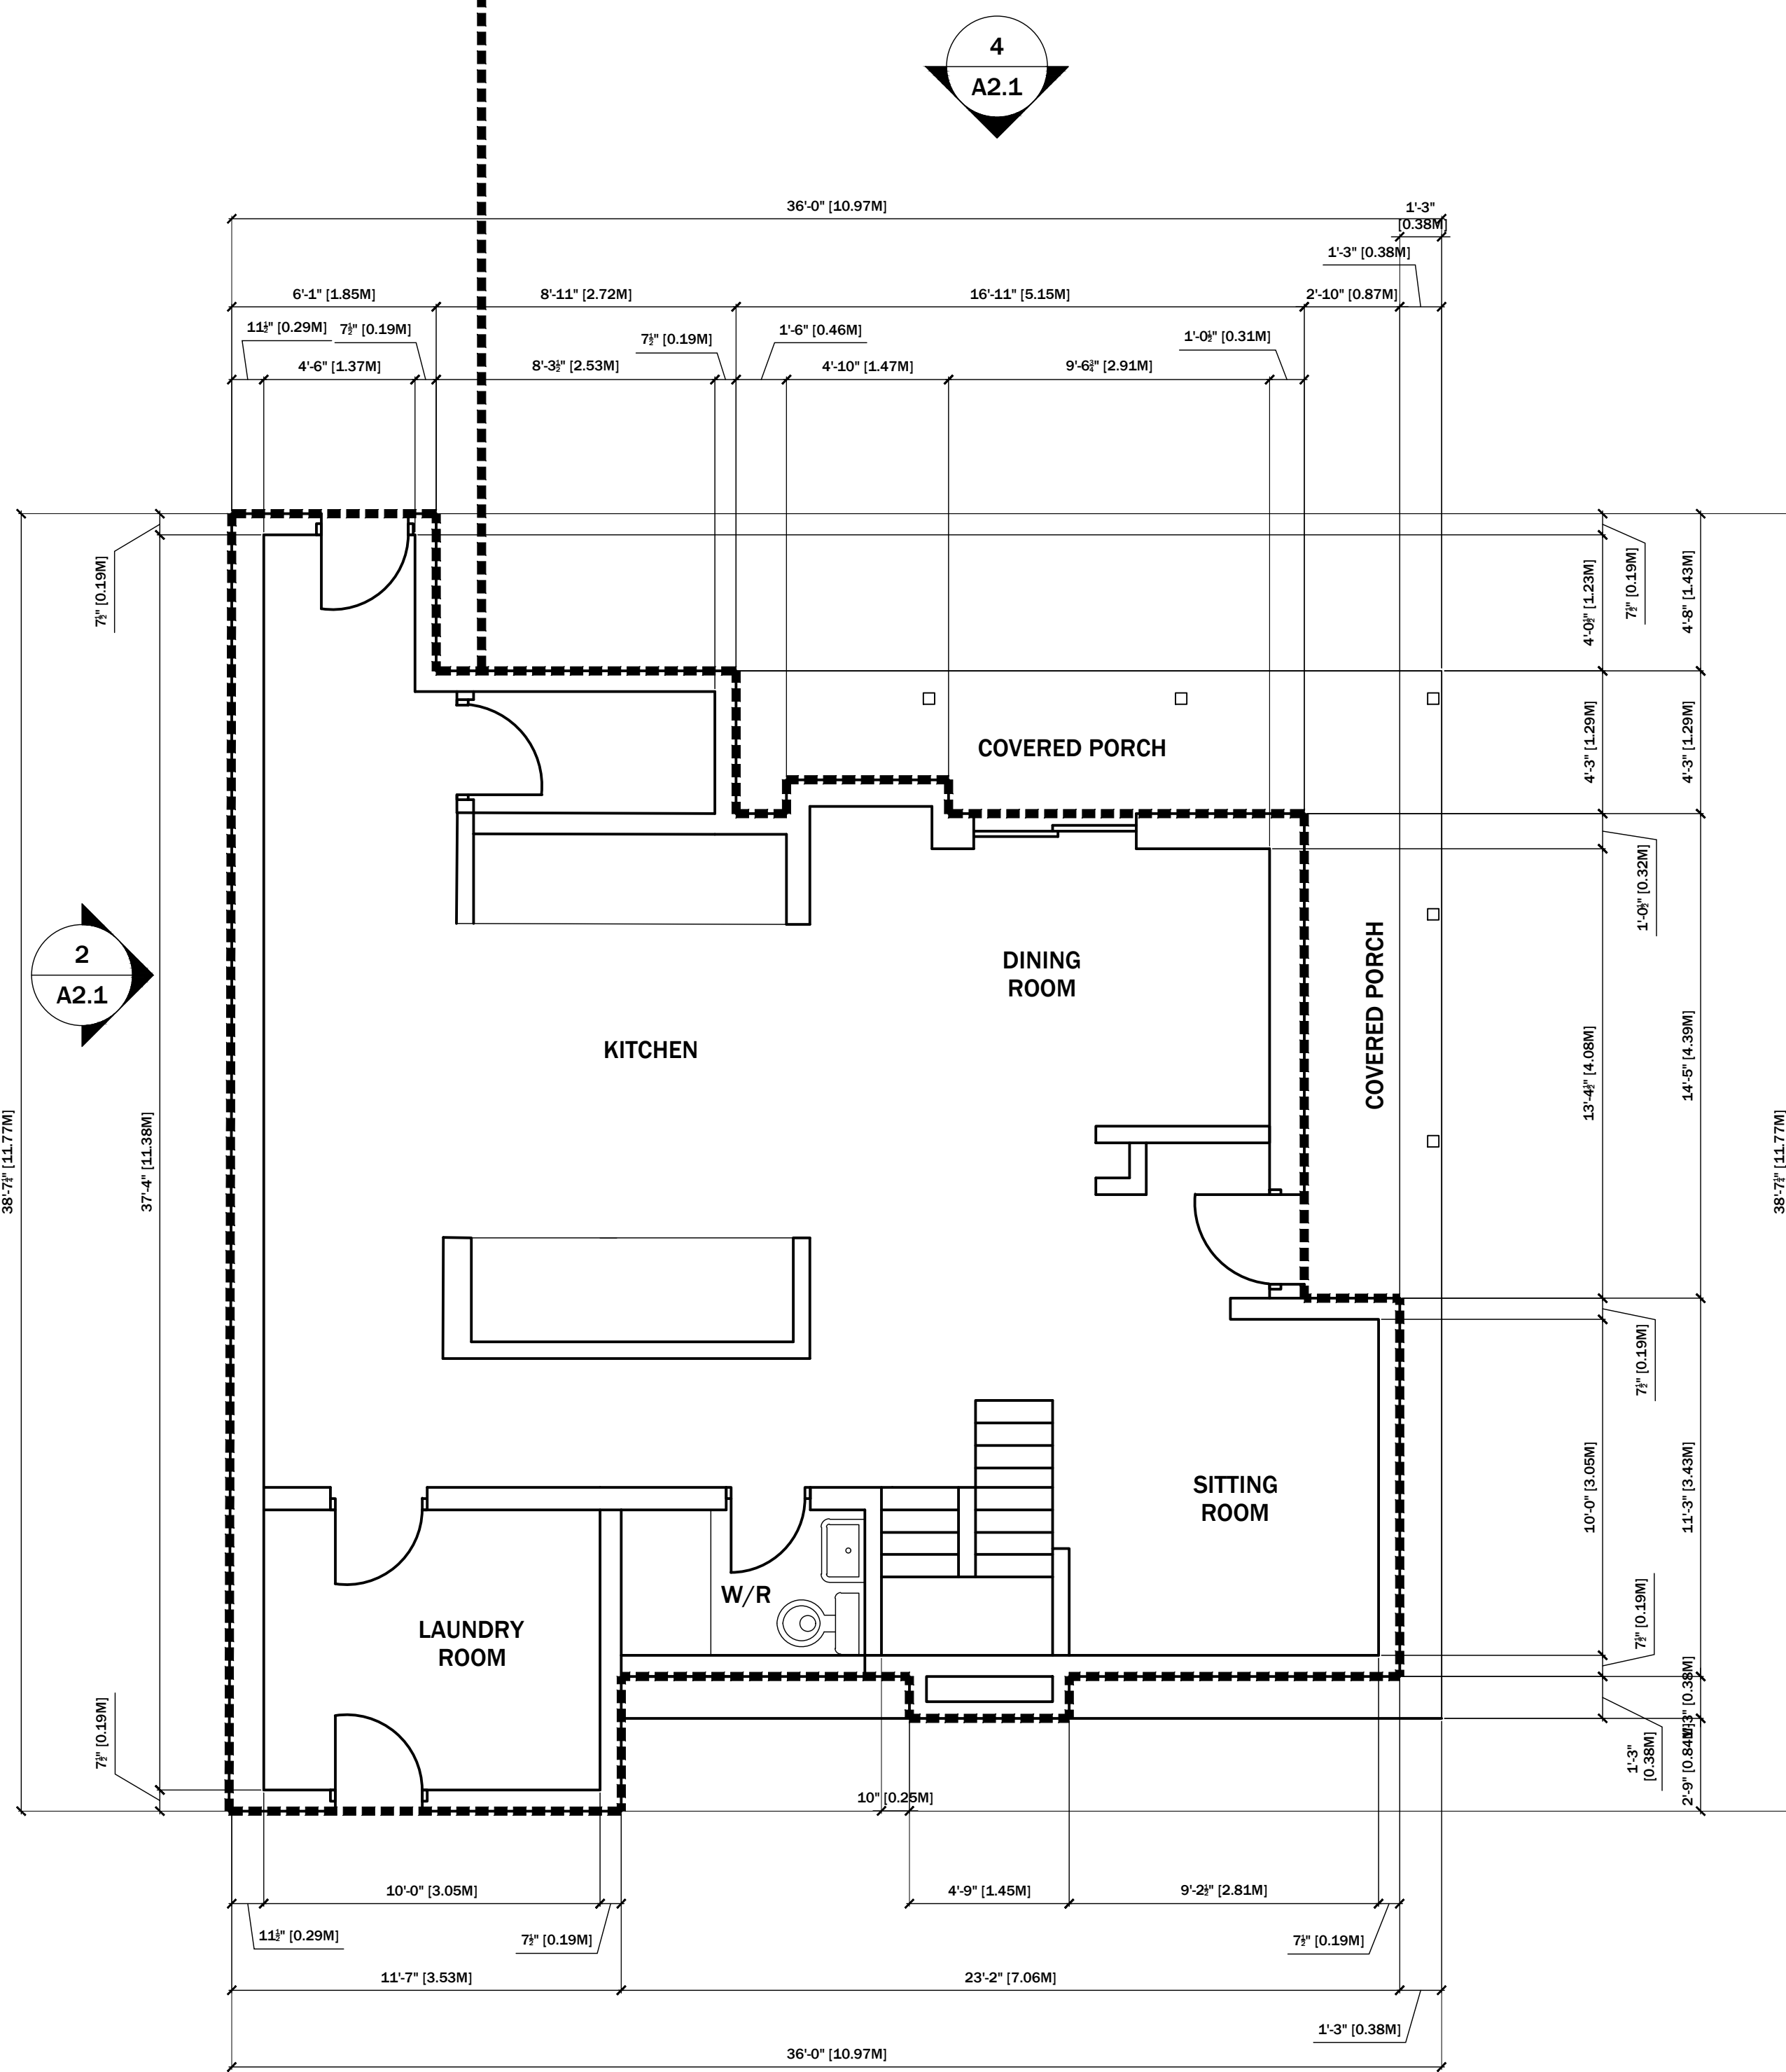 4
A2.1
36'-0" [10.97M]
1'-3"
[0.38M]
1'-3" [0.38M]
6'-1" [1.85M]
8'-11" [2.72M]
16'-11" [5.15M]
2'-10" [0.87M]
11½" [0.29M]
7½" [0.19M]
7½" [0.19M]
1'-6" [0.46M]
1'-0½" [0.31M]
4'-6" [1.37M]
8'-3½" [2.53M]
4'-10" [1.47M]
9'-6¾" [2.91M]
7½" [0.19M]
4'-0½" [1.23M]
7½" [0.19M]
4'-8" [1.43M]
COVERED PORCH
4'-3" [1.29M]
4'-3" [1.29M]
1'-0½" [0.32M]
2
A2.1
DINING
ROOM
COVERED PORCH
KITCHEN
13'-4½" [4.08M]
14'-5" [4.39M]
38'-7¼" [11.77M]
37'-4" [11.38M]
38'-7¼" [11.77M]
7½" [0.19M]
SITTING
ROOM
10'-0" [3.05M]
11'-3" [3.43M]
W/R
LAUNDRY
ROOM
7½" [0.19M]
7½" [0.19M]
1'-3" [0.38M]
1'-3"
[0.38M]
2'-9" [0.84M]
10" [0.25M]
10'-0" [3.05M]
4'-9" [1.45M]
9'-2½" [2.81M]
11½" [0.29M]
7½" [0.19M]
7½" [0.19M]
11'-7" [3.53M]
23'-2" [7.06M]
1'-3" [0.38M]
36'-0" [10.97M]